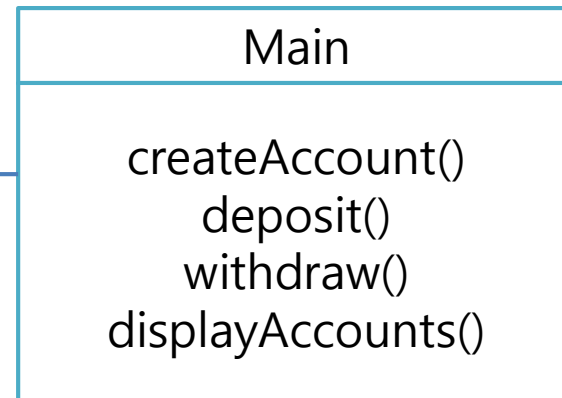 Main
createAccount()
deposit()
withdraw()
displayAccounts()